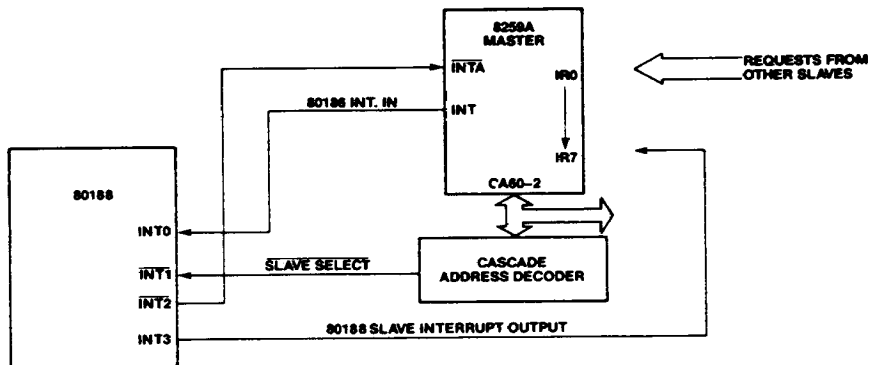 8259A
MASTER
INTA
IR0
REQUESTS FROM
OTHER SLAVES
80186 INT. IN
INT
IR7
CA60-2
80188
INT0
SLAVE SELECT
CASCADE
ADDRESS DECODER
INT1
INT2
80188 SLAVE INTERRUPT OUTPUT
INT3